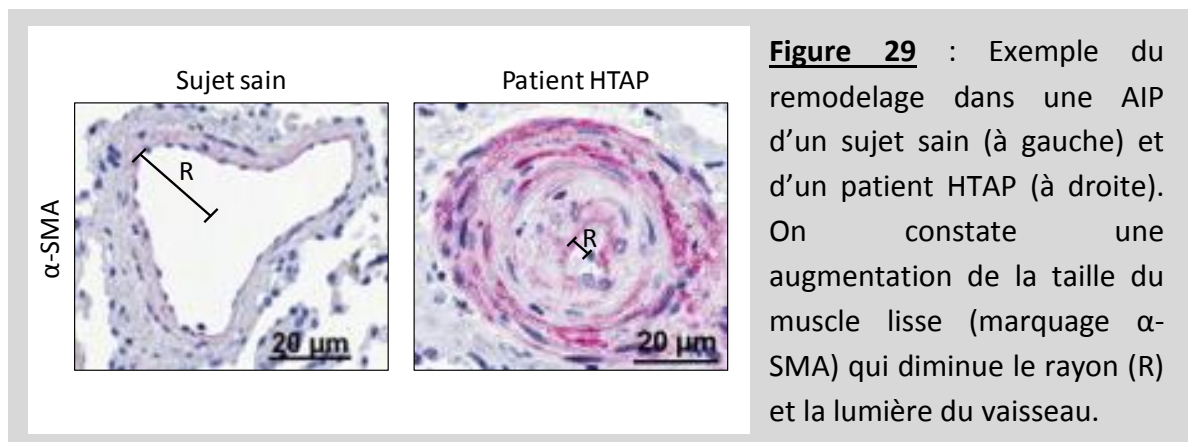 Sujet sain
Patient HTAP
α-SMA
R
20 µm
R
20 µm
Figure 29 : Exemple du
remodelage dans une AIP
d’un sujet sain (à gauche) et
d’un patient HTAP (à droite).
On constate une
augmentation de la taille du
muscle lisse (marquage α-
SMA) qui diminue le rayon (R)
et la lumière du vaisseau.